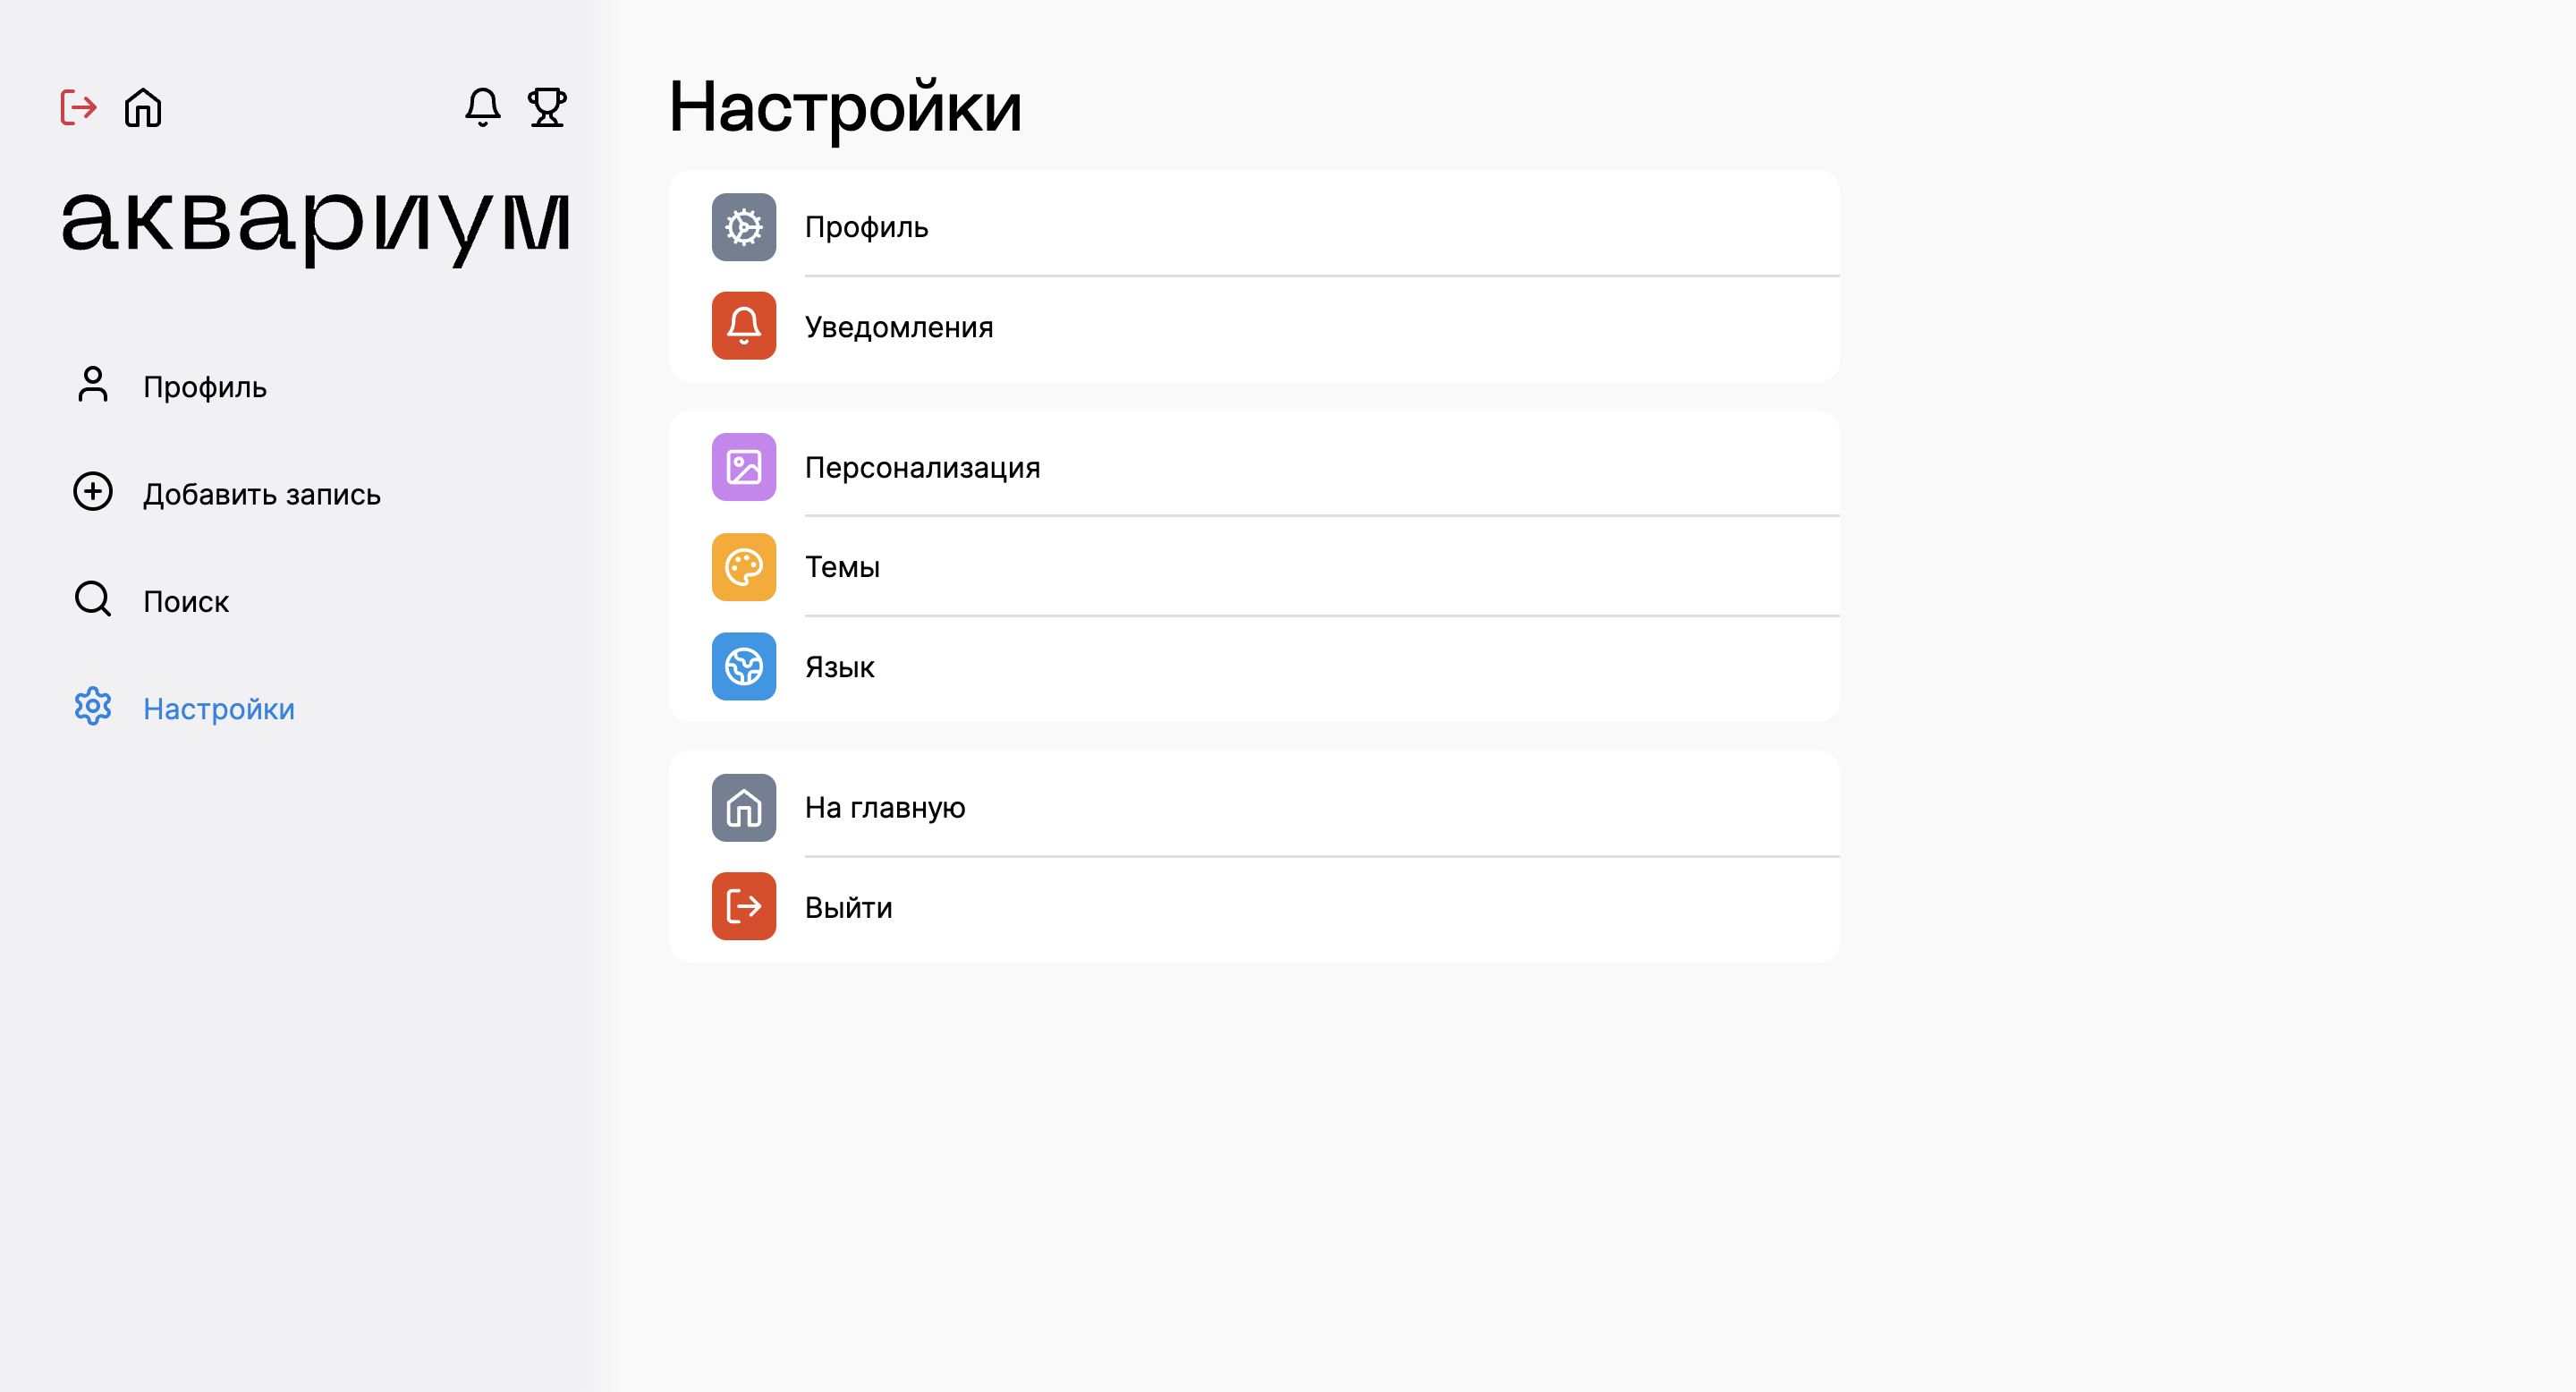 аквариум
Профиль
Добавить запись
Поиск
Настройки
Настройки
Профиль
Уведомления
Персонализация
Темы
Язык
На главную
Выйти